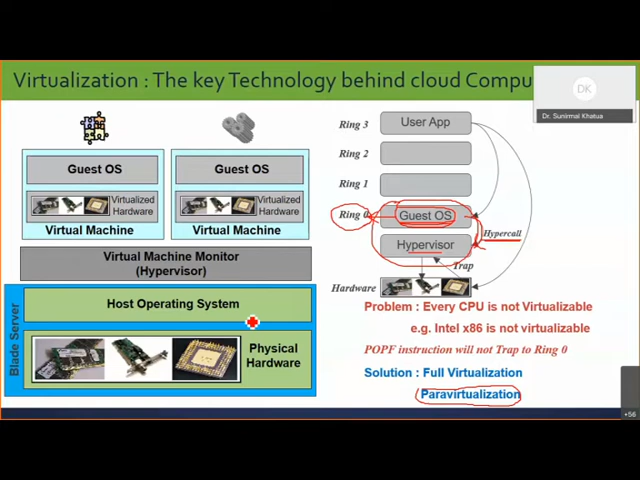 Virtualization : The key Technology behind cloud Compu
DK
Dr. Sunirmal Khatua
Guest OS
Guest OS
Virtualized
Hardware
Virtualized
Hardware
Virtual Machine
Virtual Machine
Virtual Machine Monitor
(Hypervisor)
Host Operating System
Blade Server
Physical
Hardware
Ring 3
User App
Ring 2
Ring 1
Ring 0
Guest OS
Hypercall
Hypervisor
Trap
Hardware
Problem : Every CPU is not Virtualizable
e.g. Intel x86 is not virtualizable
POPF instruction will not Trap to Ring 0
Solution : Full Virtualization
Paravirtualization
+56